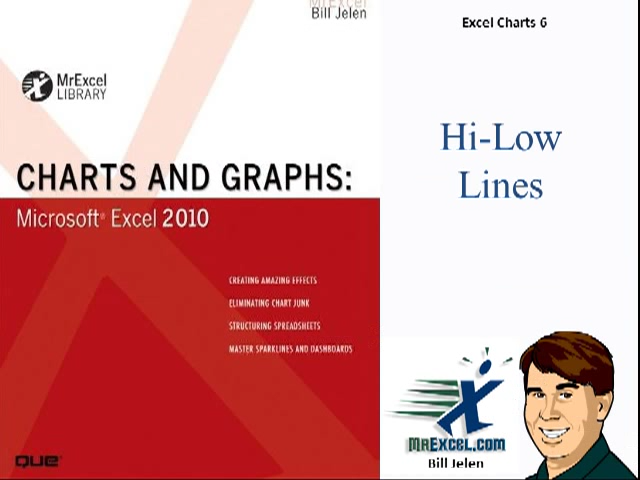 MrExcel
Bill Jelen
MrExcel
LIBRARY
CHARTS AND GRAPHS:
Microsoft® Excel 2010
CREATING AMAZING EFFECTS
ELIMINATING CHART JUNK
STRUCTURING SPREADSHEETS
MASTER SPARKLINES AND DASHBOARDS
QUE®
Excel Charts 6
Hi-Low
Lines
MREXCEL.COM
Bill Jelen